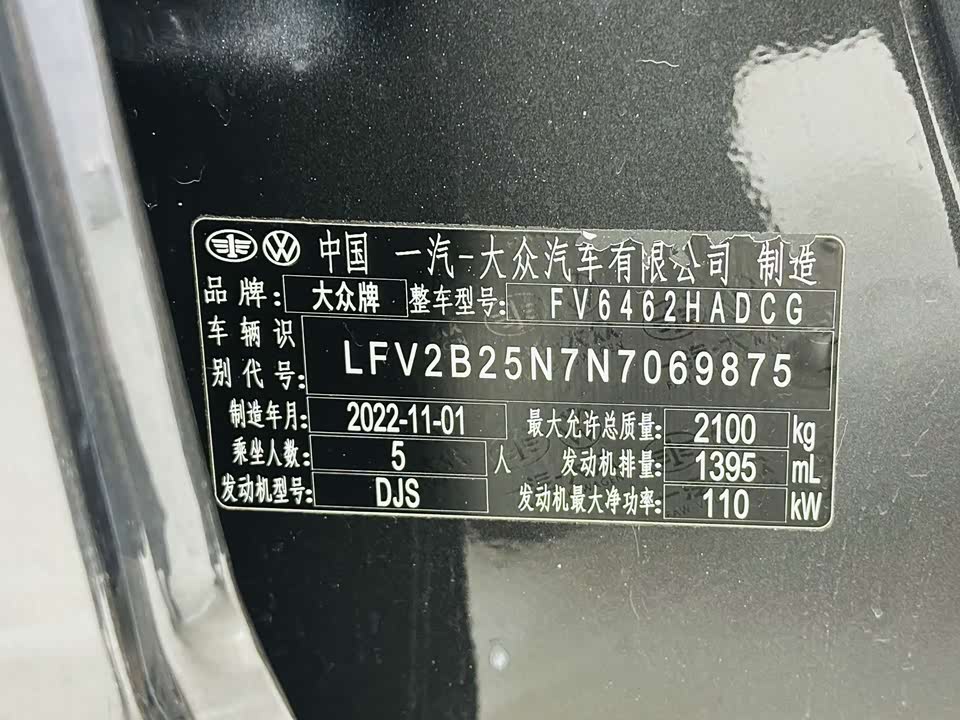 中国 一汽-大众汽车有限公司 制造
品牌: 大众牌 整车型号: FV6462HADCG
车辆识别代号: LFV2B25N7N7069875
制造年月: 2022-11-01 最大允许总质量: 2100 kg
乘坐人数: 5 人 发动机排量: 1395 mL
发动机型号: DJS 发动机最大净功率: 110 kW